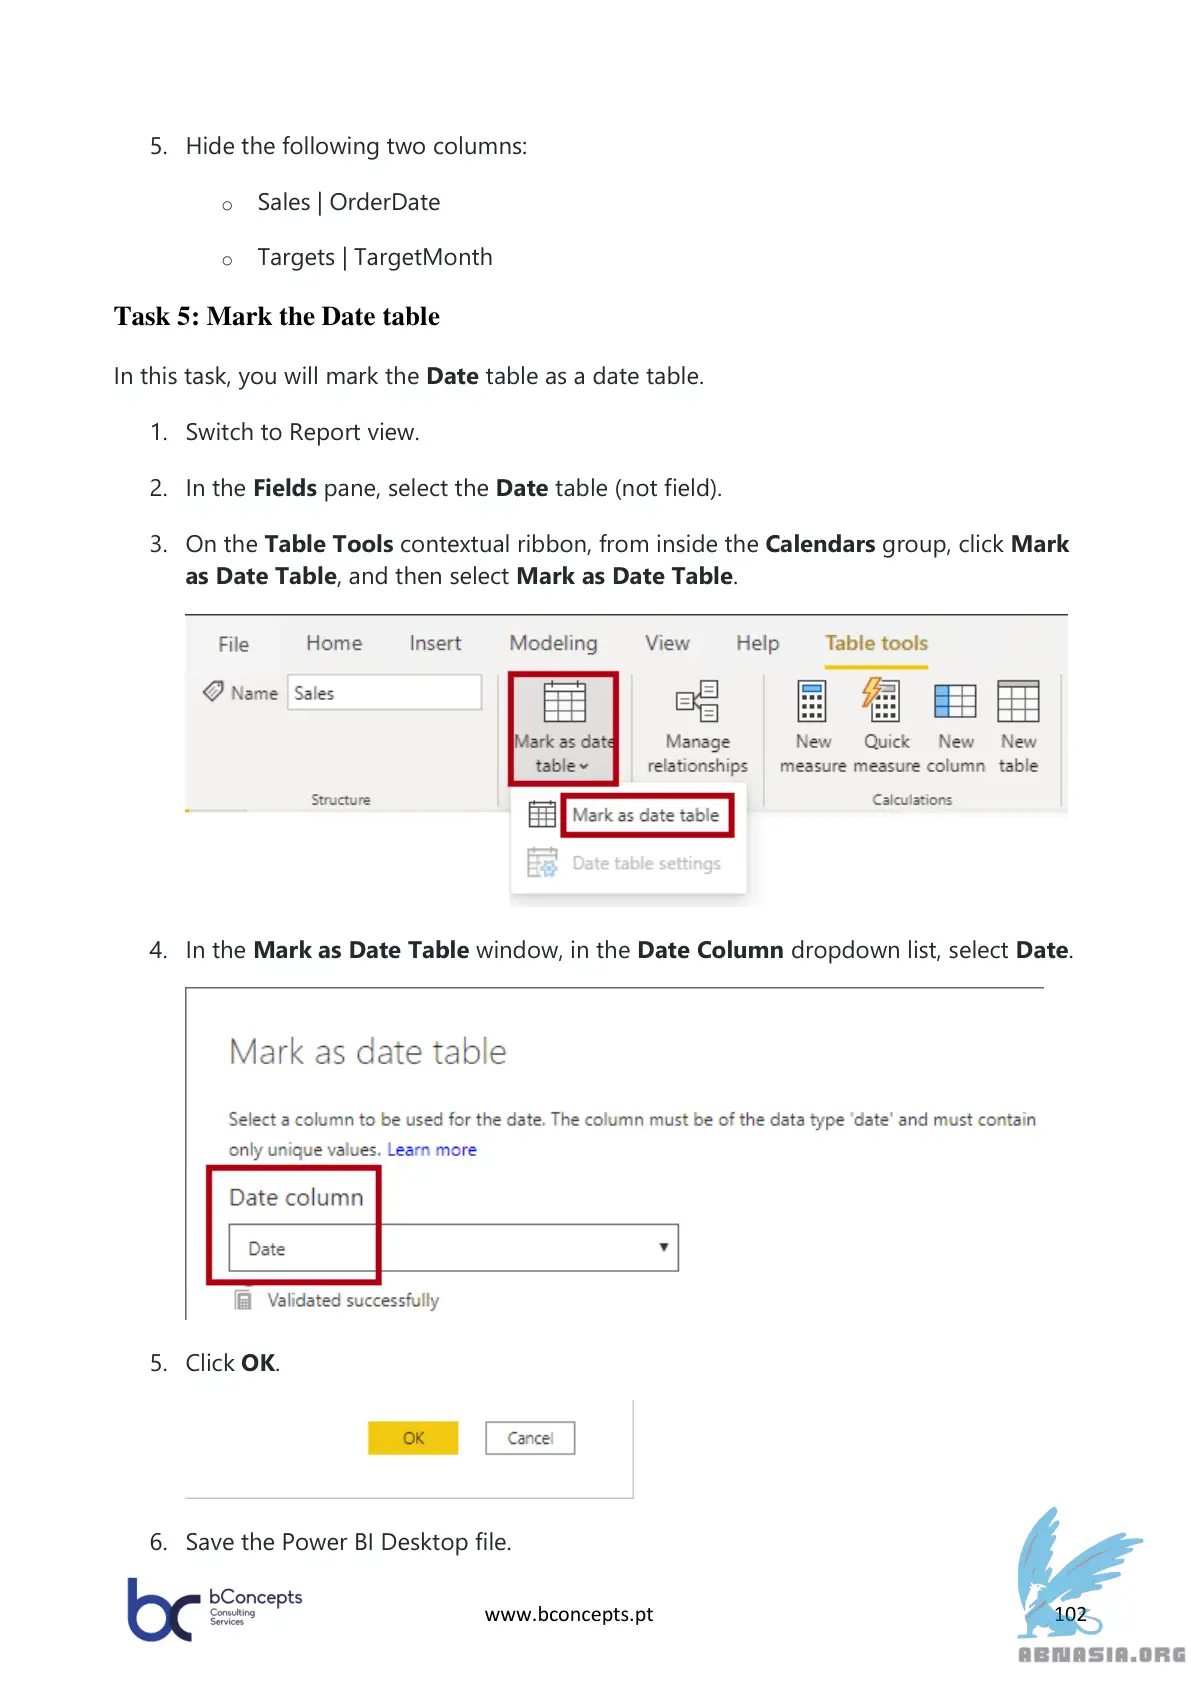 5. Hide the following two columns:
o Sales | OrderDate
o Targets | TargetMonth
Task 5: Mark the Date table
In this task, you will mark the Date table as a date table.
1. Switch to Report view.
2. In the Fields pane, select the Date table (not field).
3. On the Table Tools contextual ribbon, from inside the Calendars group, click Mark
as Date Table, and then select Mark as Date Table.
File Home Insert Modeling View Help Table tools
Name Sales
Mark as date
table
Manage
relationships
New
measure
Quick
measure
New
column
New
table
Structure
Calculations
Mark as date table
Date table settings
4. In the Mark as Date Table window, in the Date Column dropdown list, select Date.
Mark as date table
Select a column to be used for the date. The column must be of the data type 'date' and must contain
only unique values. Learn more
Date column
Date
Validated successfully
5. Click OK.
OK Cancel
6. Save the Power BI Desktop file.
bc bConcepts
Consulting
Services
www.bconcepts.pt
102
ABNASIA.ORG